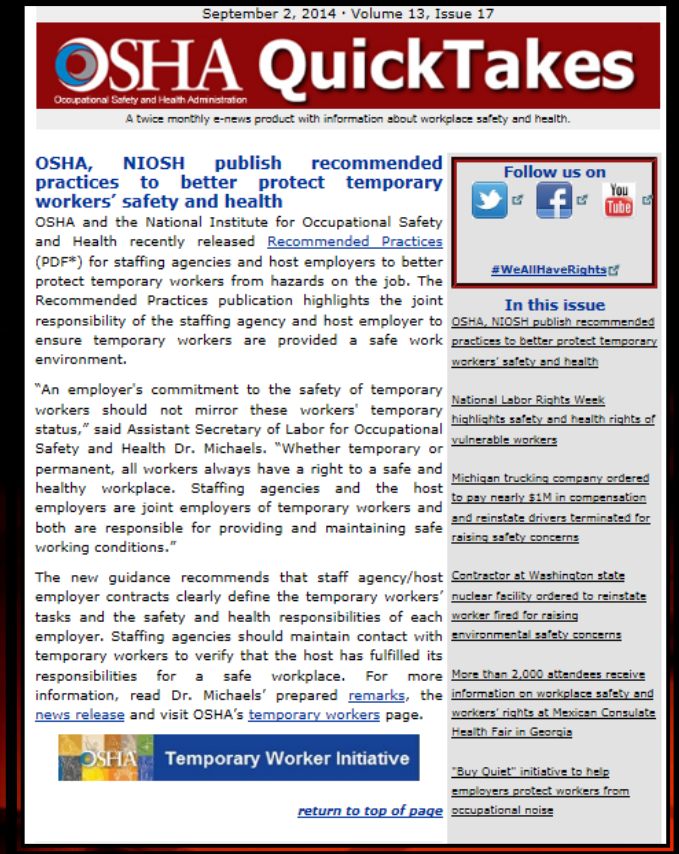 September 2, 2014 · Volume 13, Issue 17
OSHA QuickTakes
Occupational Safety and Health Administration
A twice monthly e-news product with information about workplace safety and health.
OSHA, NIOSH publish recommended
practices to better protect temporary
workers’ safety and health
OSHA and the National Institute for Occupational Safety
and Health recently released Recommended Practices
(PDF*) for staffing agencies and host employers to better
protect temporary workers from hazards on the job. The
Recommended Practices publication highlights the joint
responsibility of the staffing agency and host employer to
ensure temporary workers are provided a safe work
environment.
“An employer's commitment to the safety of temporary
workers should not mirror these workers' temporary
status,” said Assistant Secretary of Labor for Occupational
Safety and Health Dr. Michaels. “Whether temporary or
permanent, all workers always have a right to a safe and
healthy workplace. Staffing agencies and the host
employers are joint employers of temporary workers and
both are responsible for providing and maintaining safe
working conditions.”
The new guidance recommends that staff agency/host
employer contracts clearly define the temporary workers’
tasks and the safety and health responsibilities of each
employer. Staffing agencies should maintain contact with
temporary workers to verify that the host has fulfilled its
responsibilities for a safe workplace. For more
information, read Dr. Michaels’ prepared remarks, the
news release and visit OSHA’s temporary workers page.
OSHA Temporary Worker Initiative
return to top of page
Follow us on
You
Tube
#WeAllHaveRights
In this issue
OSHA, NIOSH publish recommended
practices to better protect temporary
workers’ safety and health
National Labor Rights Week
highlights safety and health rights of
vulnerable workers
Michigan trucking company ordered
to pay nearly $1M in compensation
and reinstate drivers terminated for
raising safety concerns
Contractor at Washington state
nuclear facility ordered to reinstate
worker fired for raising
environmental safety concerns
More than 2,000 attendees receive
information on workplace safety and
workers’ rights at Mexican Consulate
Health Fair in Georgia
"Buy Quiet" initiative to help
employers protect workers from
occupational noise